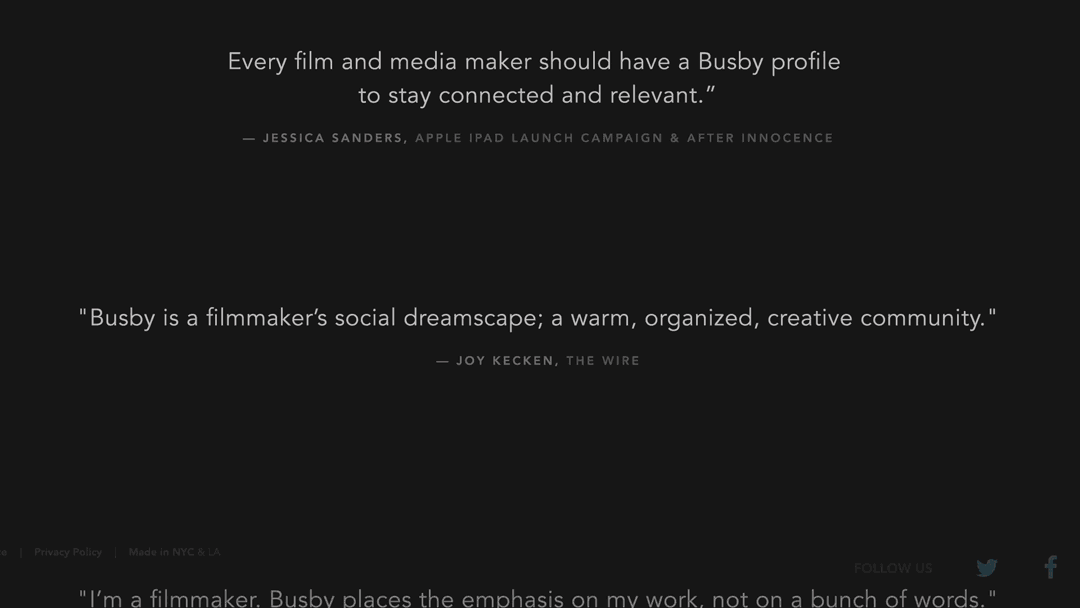 Every film and media maker should have a Busby profile
to stay connected and relevant.”
— JESSICA SANDERS, APPLE IPAD LAUNCH CAMPAIGN & AFTER INNOCENCE
"Busby is a filmmaker’s social dreamscape; a warm, organized, creative community."
— JOY KECKEN, THE WIRE
| Privacy Policy | Made in NYC & LA
FOLLOW US
"I’m a filmmaker. Busby places the emphasis on my work, not on a bunch of words."